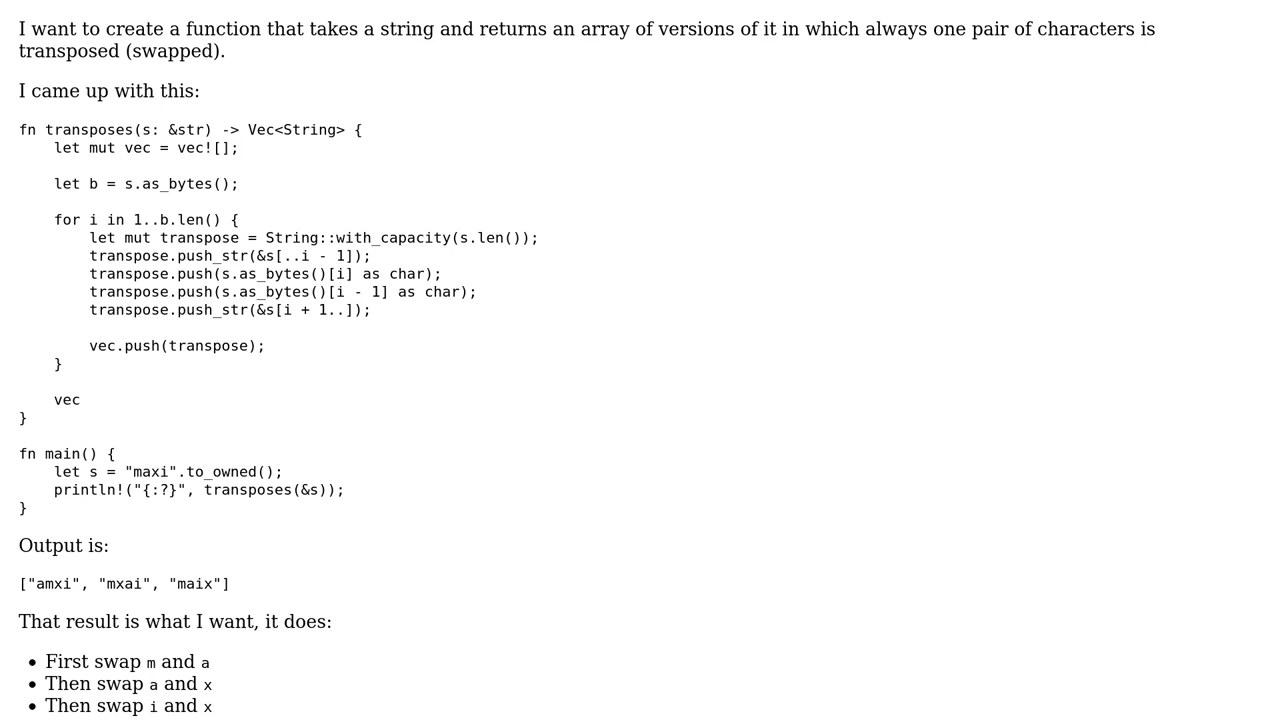 I want to create a function that takes a string and returns an array of versions of it in which always one pair of characters is
transposed (swapped).
I came up with this:
fn transposes(s: &str) -> Vec<String> {
    let mut vec = vec![];
    let b = s.as_bytes();
    for i in 1..b.len() {
        let mut transpose = String::with_capacity(s.len());
        transpose.push_str(&s[..i - 1]);
        transpose.push(s.as_bytes()[i] as char);
        transpose.push(s.as_bytes()[i - 1] as char);
        transpose.push_str(&s[i + 1..]);
        vec.push(transpose);
    }
    vec
}
fn main() {
    let s = "maxi".to_owned();
    println!("{:?}", transposes(&s));
}
Output is:
["amxi", "mxai", "maix"]
That result is what I want, it does:
• First swap m and a
• Then swap a and x
• Then swap i and x